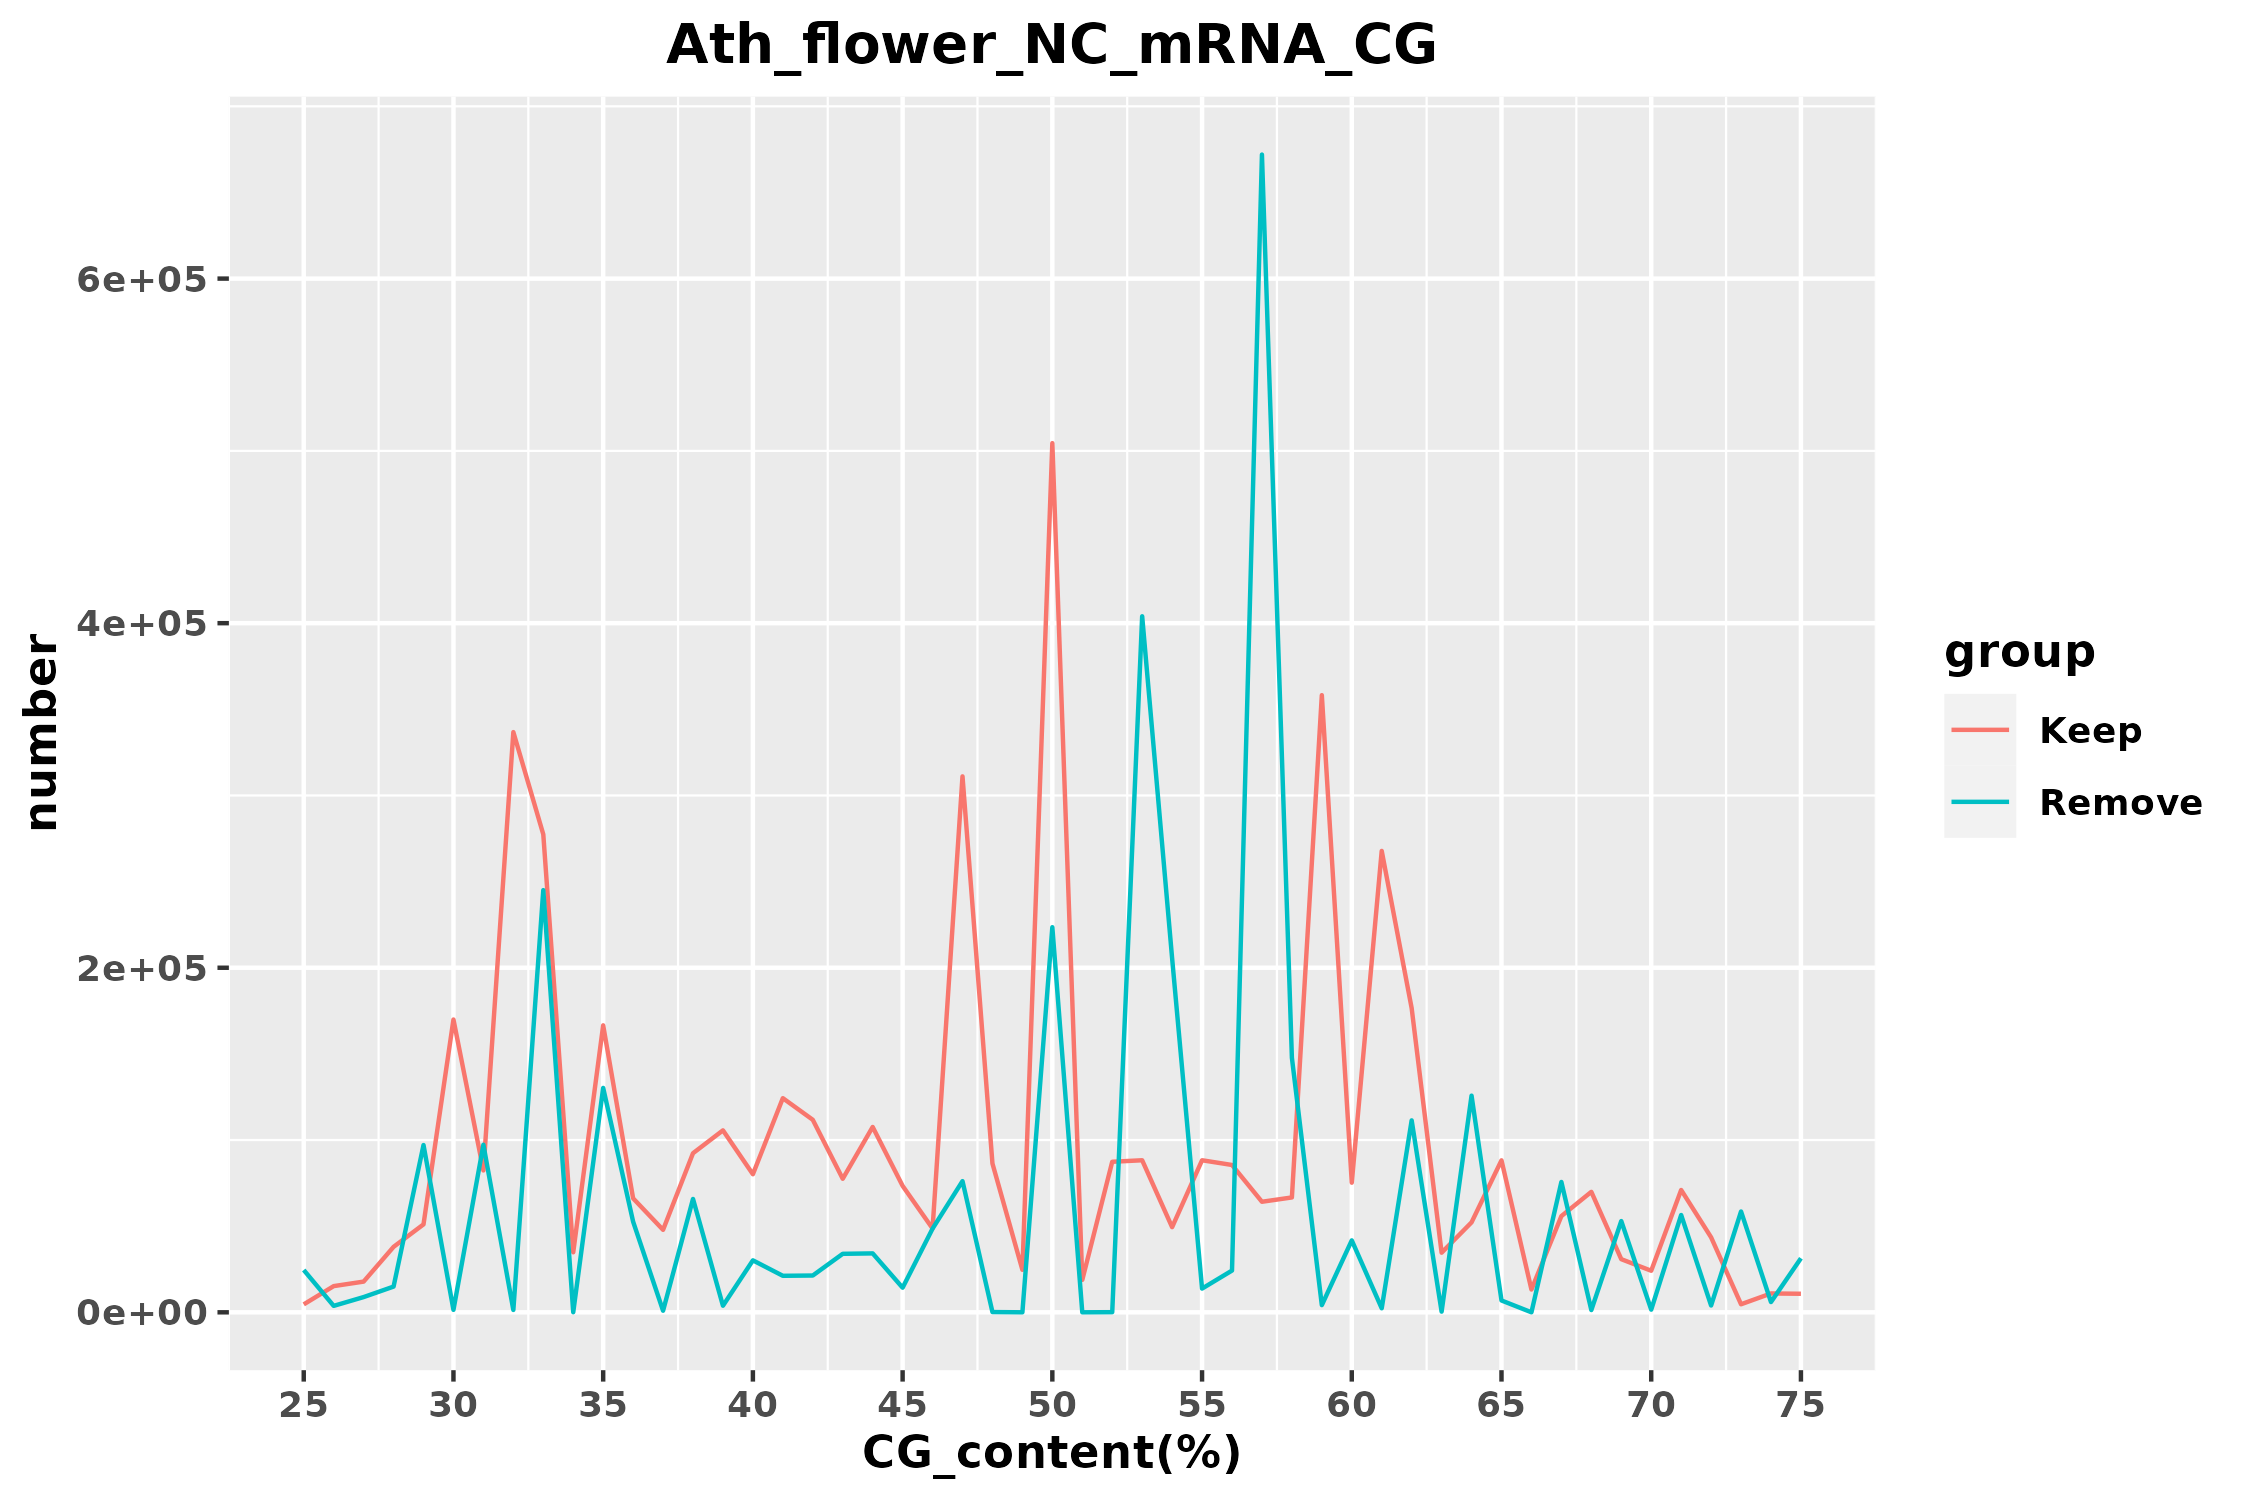 Ath_flower_NC_mRNA_CG
6e+05
4e+05
2e+05
0e+00
number
25 30 35 40 45 50 55 60 65 70 75
CG_content(%)
group
Keep
Remove